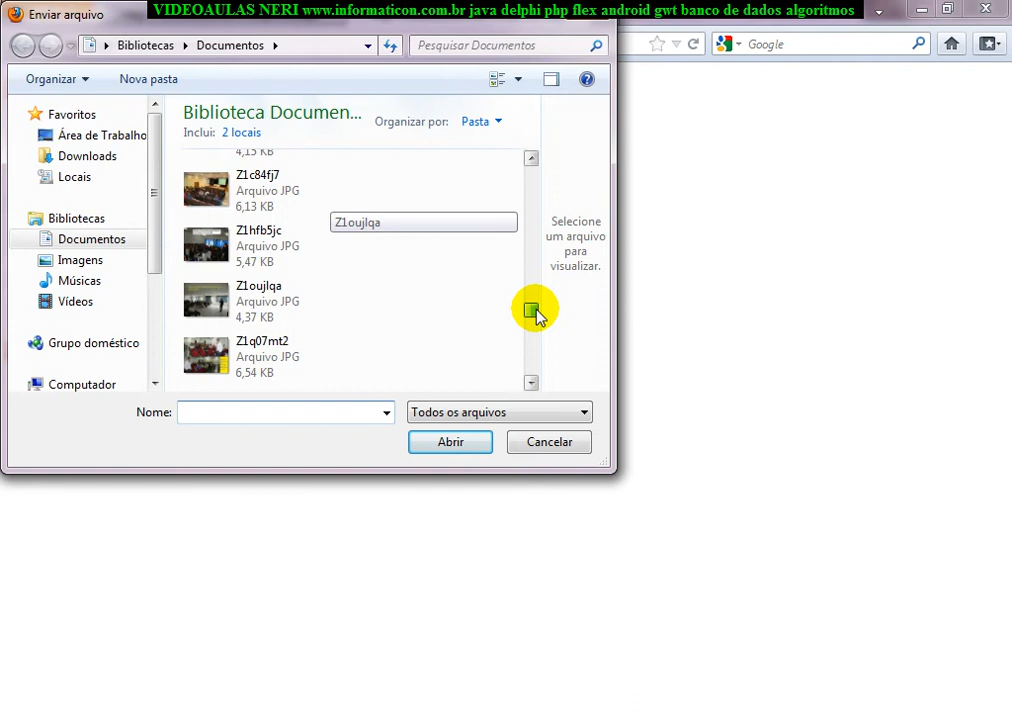 VIDEOAULAS NERI www.informaticon.com.br java delphi php flex android gwt banco de dados algoritmos
Enviar arquivo
Bibliotecas Documentos
Pesquisar Documentos
Google
Organizar Nova pasta
Favoritos
Área de Trabalho
Downloads
Locais
Bibliotecas
Documentos
Imagens
Músicas
Vídeos
Grupo doméstico
Computador
Biblioteca Documen...
Inclui: 2 locais
Organizar por: Pasta
4,15 KB
Z1c84fj7
Arquivo JPG
6,13 KB
Z1oujlqa
Z1hfb5jc
Arquivo JPG
5,47 KB
Z1oujlqa
Arquivo JPG
4,37 KB
Z1q07mt2
Arquivo JPG
6,54 KB
Selecione
um arquivo
para
visualizar.
Nome:
Todos os arquivos
Abrir
Cancelar